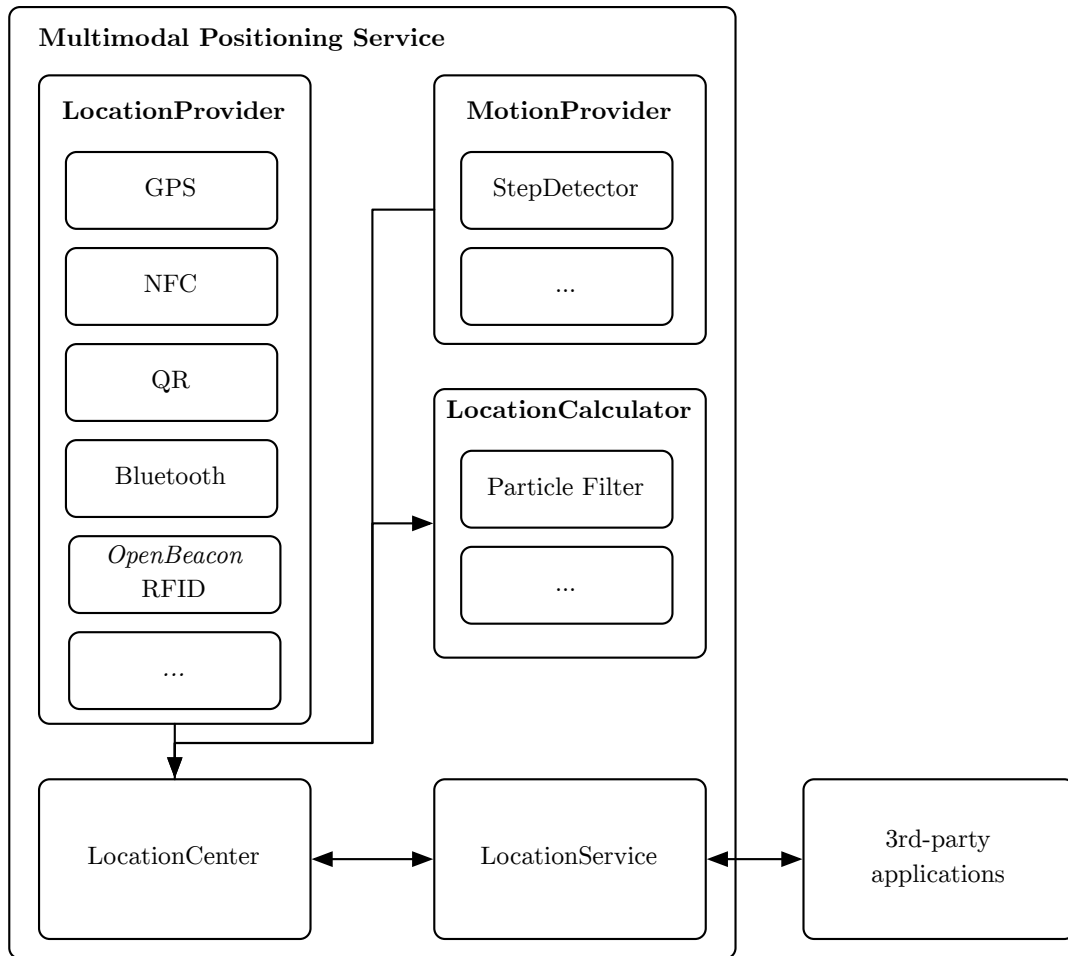 Multimodal Positioning Service
LocationProvider
GPS
NFC
QR
Bluetooth
OpenBeacon
RFID
...
MotionProvider
StepDetector
...
LocationCalculator
Particle Filter
...
LocationCenter
LocationService
3rd-party
applications